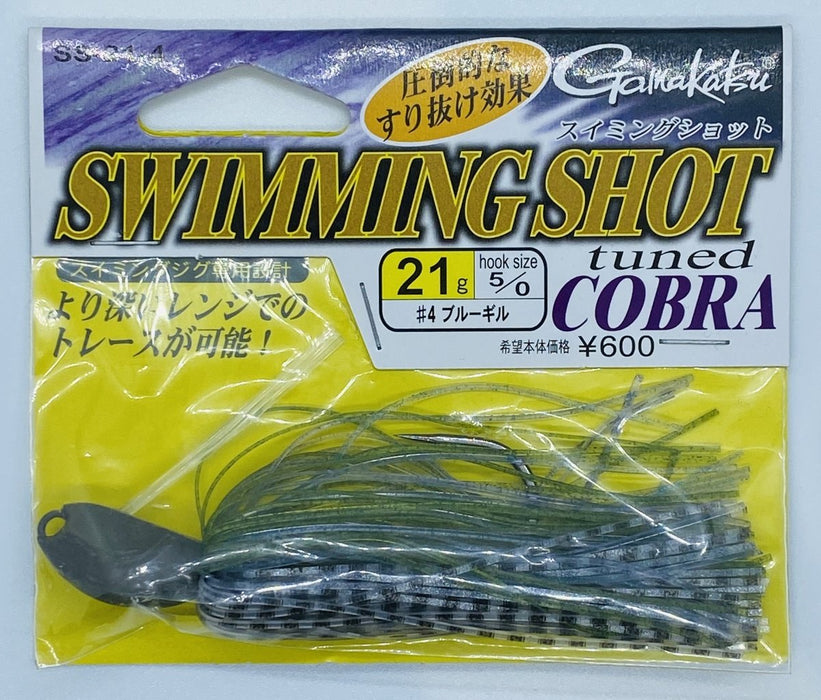 SS-21-4
圧倒的な
すり抜け効果
Gamakatsu®
スイミングショット
SWIMMING SHOT
tuned
COBRA
スイミングジグ専用設計
より深いレンジでの
トレースが可能！
21g
hook size
5/0
#4 ブルーギル
希望本体価格 ¥600